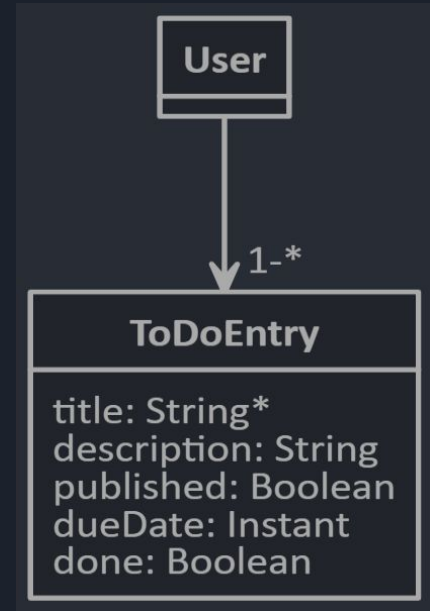 User
1-*
ToDoEntry
title: String*
description: String
published: Boolean
dueDate: Instant
done: Boolean